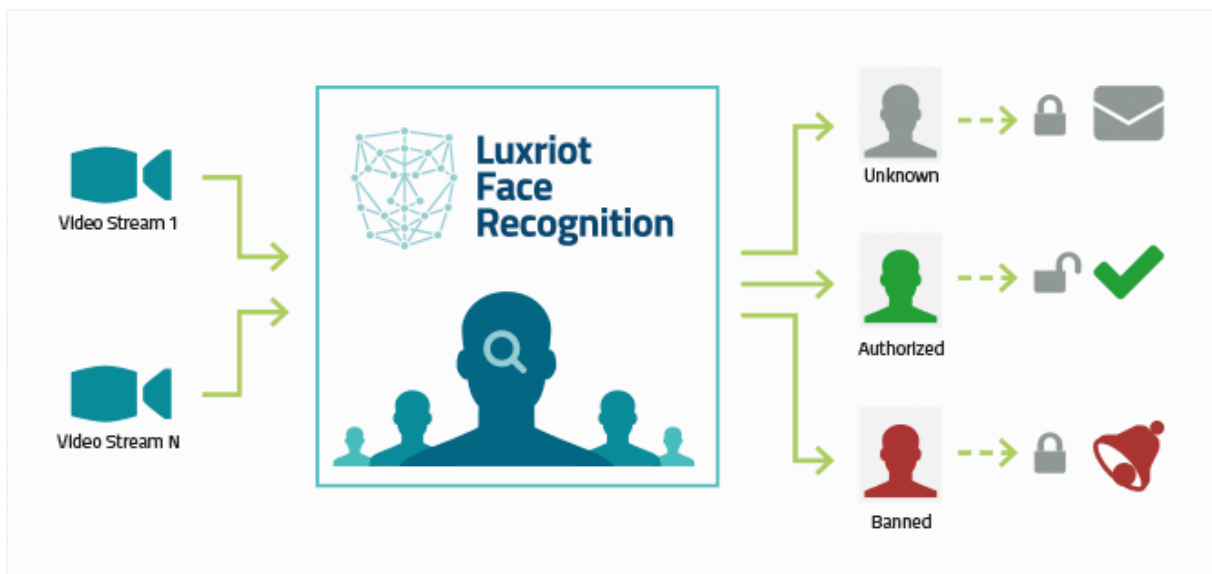 Video Stream 1
Video Stream N
Luxriot
Face
Recognition
Unknown
Authorized
Banned